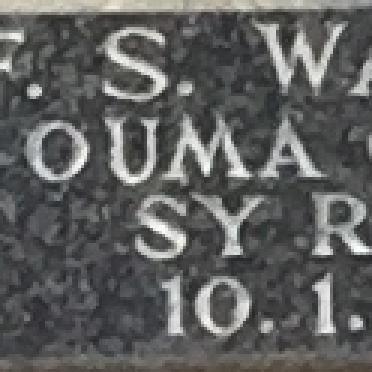 F. S. WA
OUMA
SY R
10. 1.